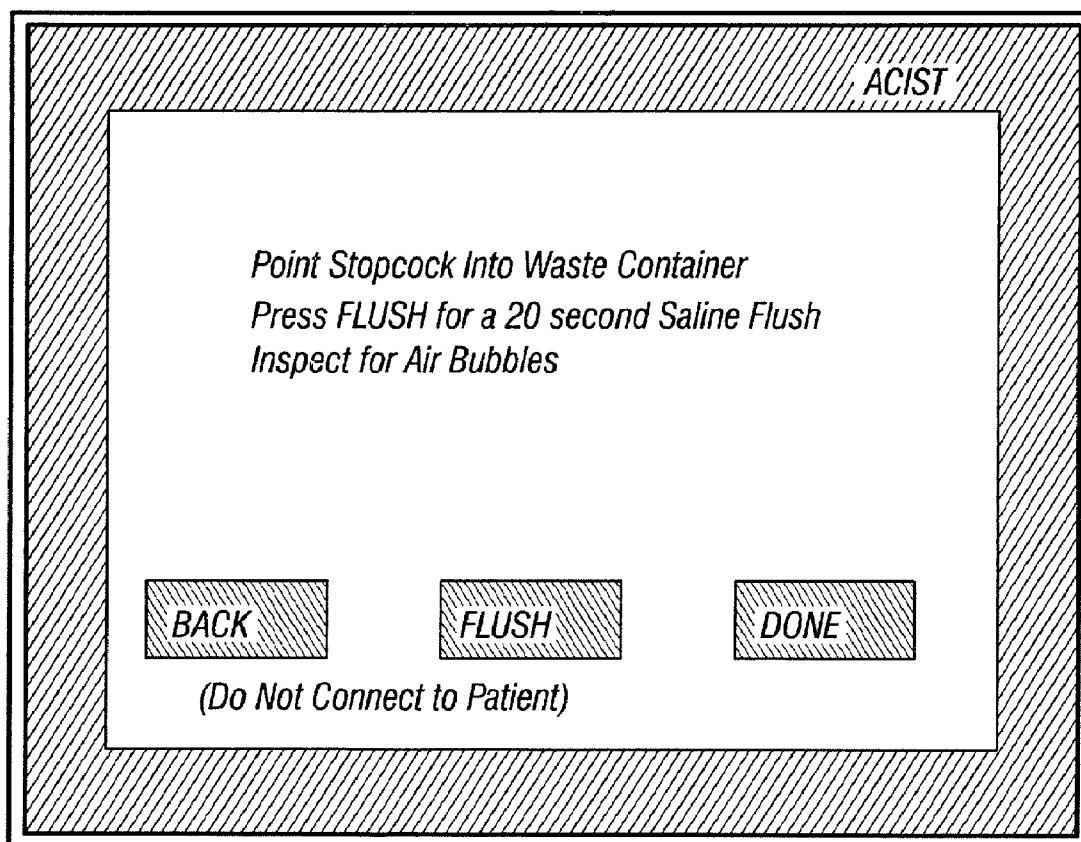 ACIST
Point Stopcock Into Waste Container
Press FLUSH for a 20 second Saline Flush
Inspect for Air Bubbles
BACK FLUSH DONE
(Do Not Connect to Patient)